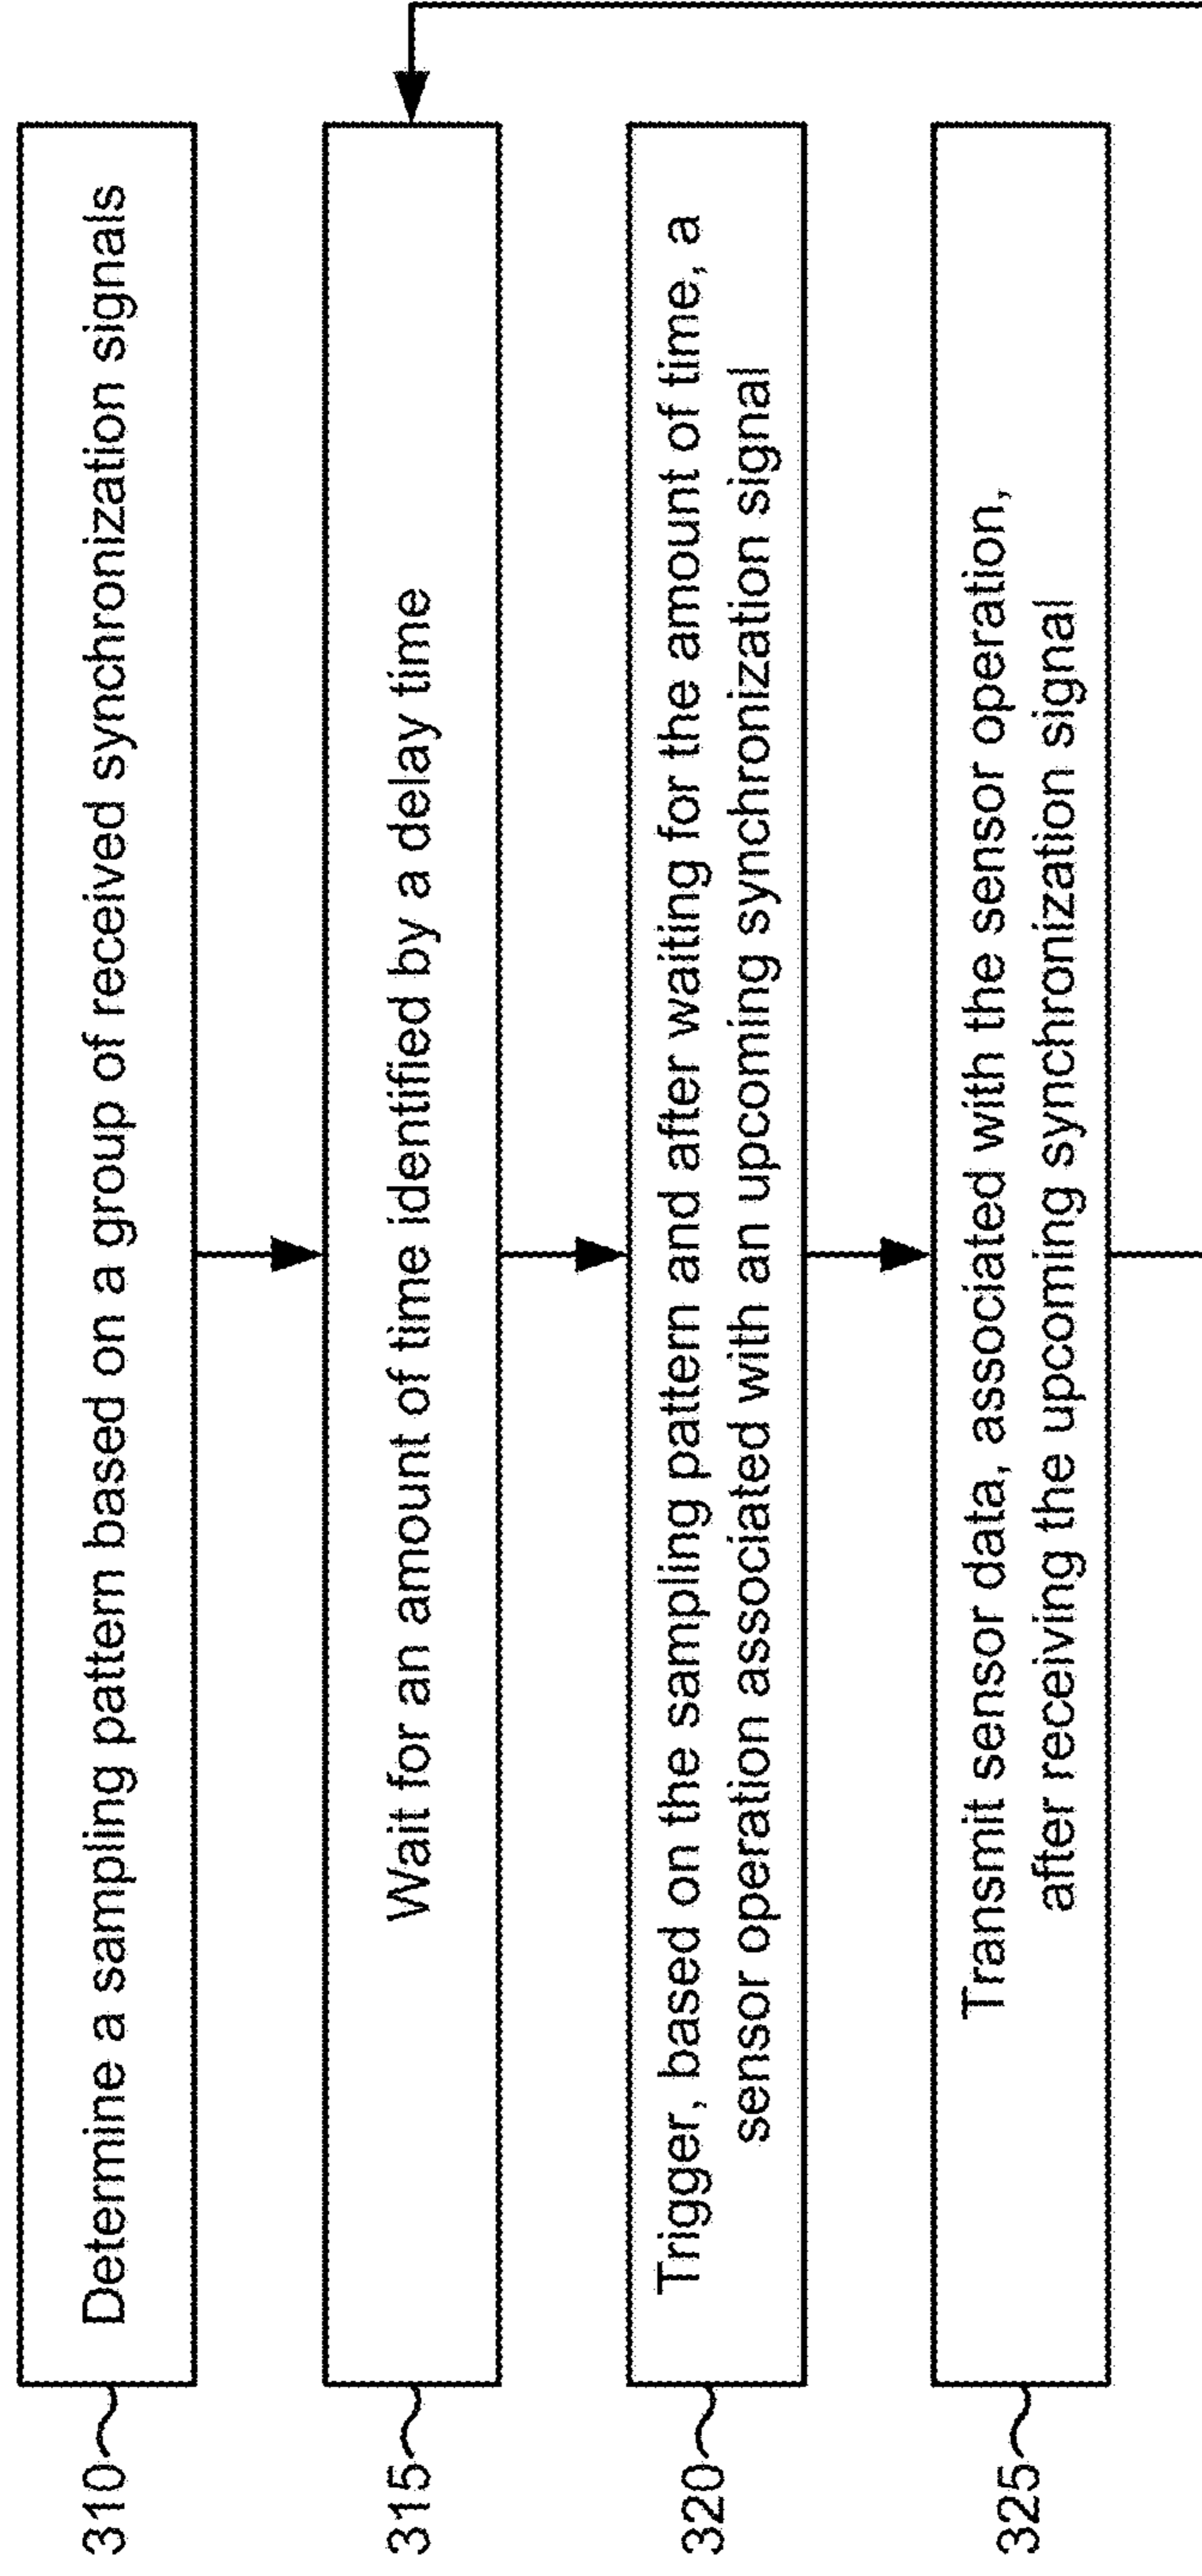 310
Determine a sampling pattern based on a group of received synchronization signals
315
Wait for an amount of time identified by a delay time
320
Trigger, based on the sampling pattern and after waiting for the amount of time, a
sensor operation associated with an upcoming synchronization signal
325
Transmit sensor data, associated with the sensor operation,
after receiving the upcoming synchronization signal